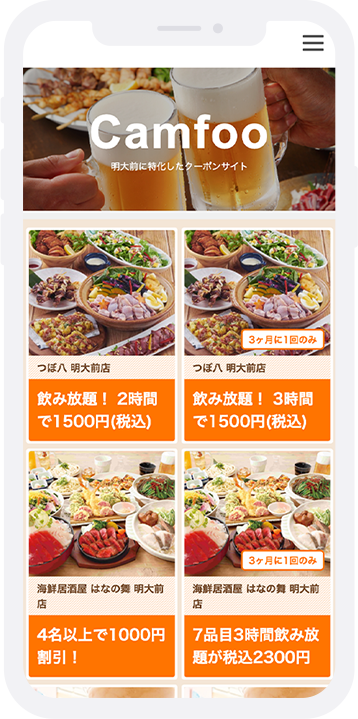 Camfoo
明大前に特化したクーポンサイト
3ヶ月に1回のみ
つぼ八 明大前店
つぼ八 明大前店
飲み放題！ 2時間
で1500円(税込)
飲み放題！ 3時間
で1500円(税込)
3ヶ月に1回のみ
海鮮居酒屋 はなの舞 明大前
店
海鮮居酒屋 はなの舞 明大前
店
4名以上で1000円
割引！
7品目3時間飲み放
題が税込2300円